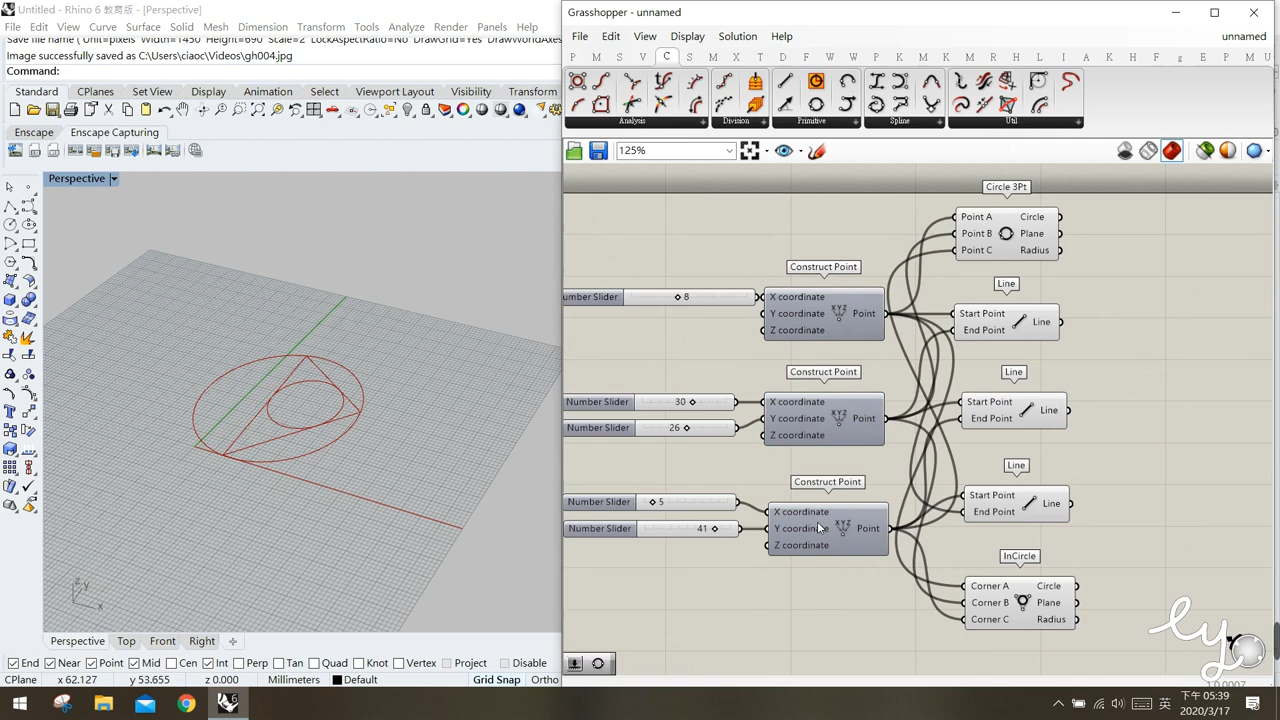 Untitled - Rhino 6 教育版 - [Perspective]
File Edit View Curve Surface Solid Mesh Dimension Transform Tools Analyze Render Panels Help
Image successfully saved as C:\Users\ciaoc\Videos\gh004.jpg
Command:
Standard CPlanes Set View Display Animation Select Viewport Layout Visibility Transform
Enscape Enscape Capturing
Perspective
z
y
x
Perspective Top Front Right
End Near Point Mid Cen Int Perp Tan Quad Knot Vertex Project Disable
CPlane x 62.127 y 53.655 z 0.000 Millimeters Default Grid Snap Ortho
Grasshopper - unnamed
File Edit View Display Solution Help unnamed
P M S V C S M X T D R F P B K M K M L M L H I A K H H F g e P B M U
Analysis Division Primitive Spline Util
125%
Circle 3Pt
Point A Circle
Point B Plane
Point C Radius
Construct Point
umber Slider 8 X coordinate
Y coordinate Point
Z coordinate
Line
Start Point
End Point Line
Construct Point
Number Slider 30 X coordinate
Number Slider 26 Y coordinate Point
Z coordinate
Line
Start Point
End Point Line
Construct Point
Number Slider 5 X coordinate
Number Slider 41 Y coordinate Point
Z coordinate
Line
Start Point
End Point Line
InCircle
Corner A Circle
Corner B Plane
Corner C Radius
ly
1.0.0007
英
下午 05:39
2020/3/17